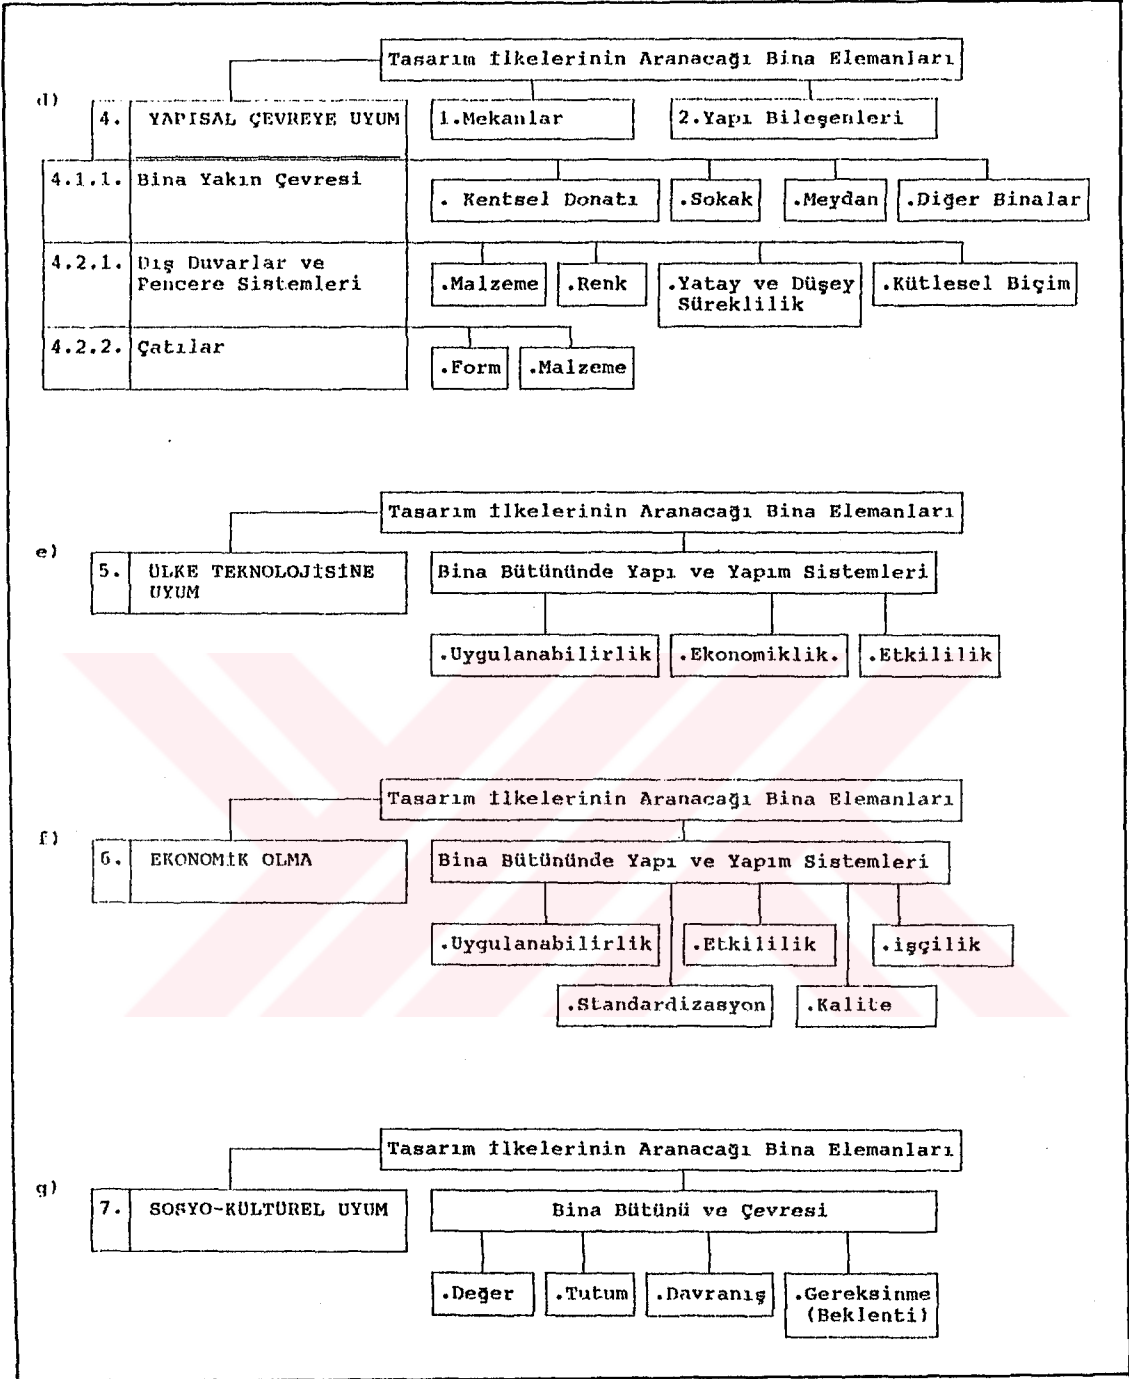 Tasarım İlkelerinin Aranacağı Bina Elemanları
d)
4. YAPISAL ÇEVREYE UYUM
1.Mekanlar
2.Yapı Bileşenleri
4.1.1. Bina Yakın Çevresi
. Kentsel Donatı
.Sokak
.Meydan
.Diğer Binalar
4.2.1. Dış Duvarlar ve
Pencere Sistemleri
.Malzeme
.Renk
.Yatay ve Düşey
Süreklilik
.Kütlesel Biçim
4.2.2. Çatılar
.Form
.Malzeme
Tasarım İlkelerinin Aranacağı Bina Elemanları
e)
5. ÜLKE TEKNOLOJİSİNE
UYUM
Bina Bütününde Yapı ve Yapım Sistemleri
.Uygulanabilirlik
.Ekonomiklik.
.Etkililik
Tasarım İlkelerinin Aranacağı Bina Elemanları
f)
6. EKONOMİK OLMA
Bina Bütününde Yapı ve Yapım Sistemleri
.Uygulanabilirlik
.Etkililik
.işçilik
.Standardizasyon
.Kalite
Tasarım İlkelerinin Aranacağı Bina Elemanları
g)
7. SOSYO-KÜLTÜREL UYUM
Bina Bütünü ve Çevresi
.Değer
.Tutum
.Davranış
.Gereksinme
(Beklenti)